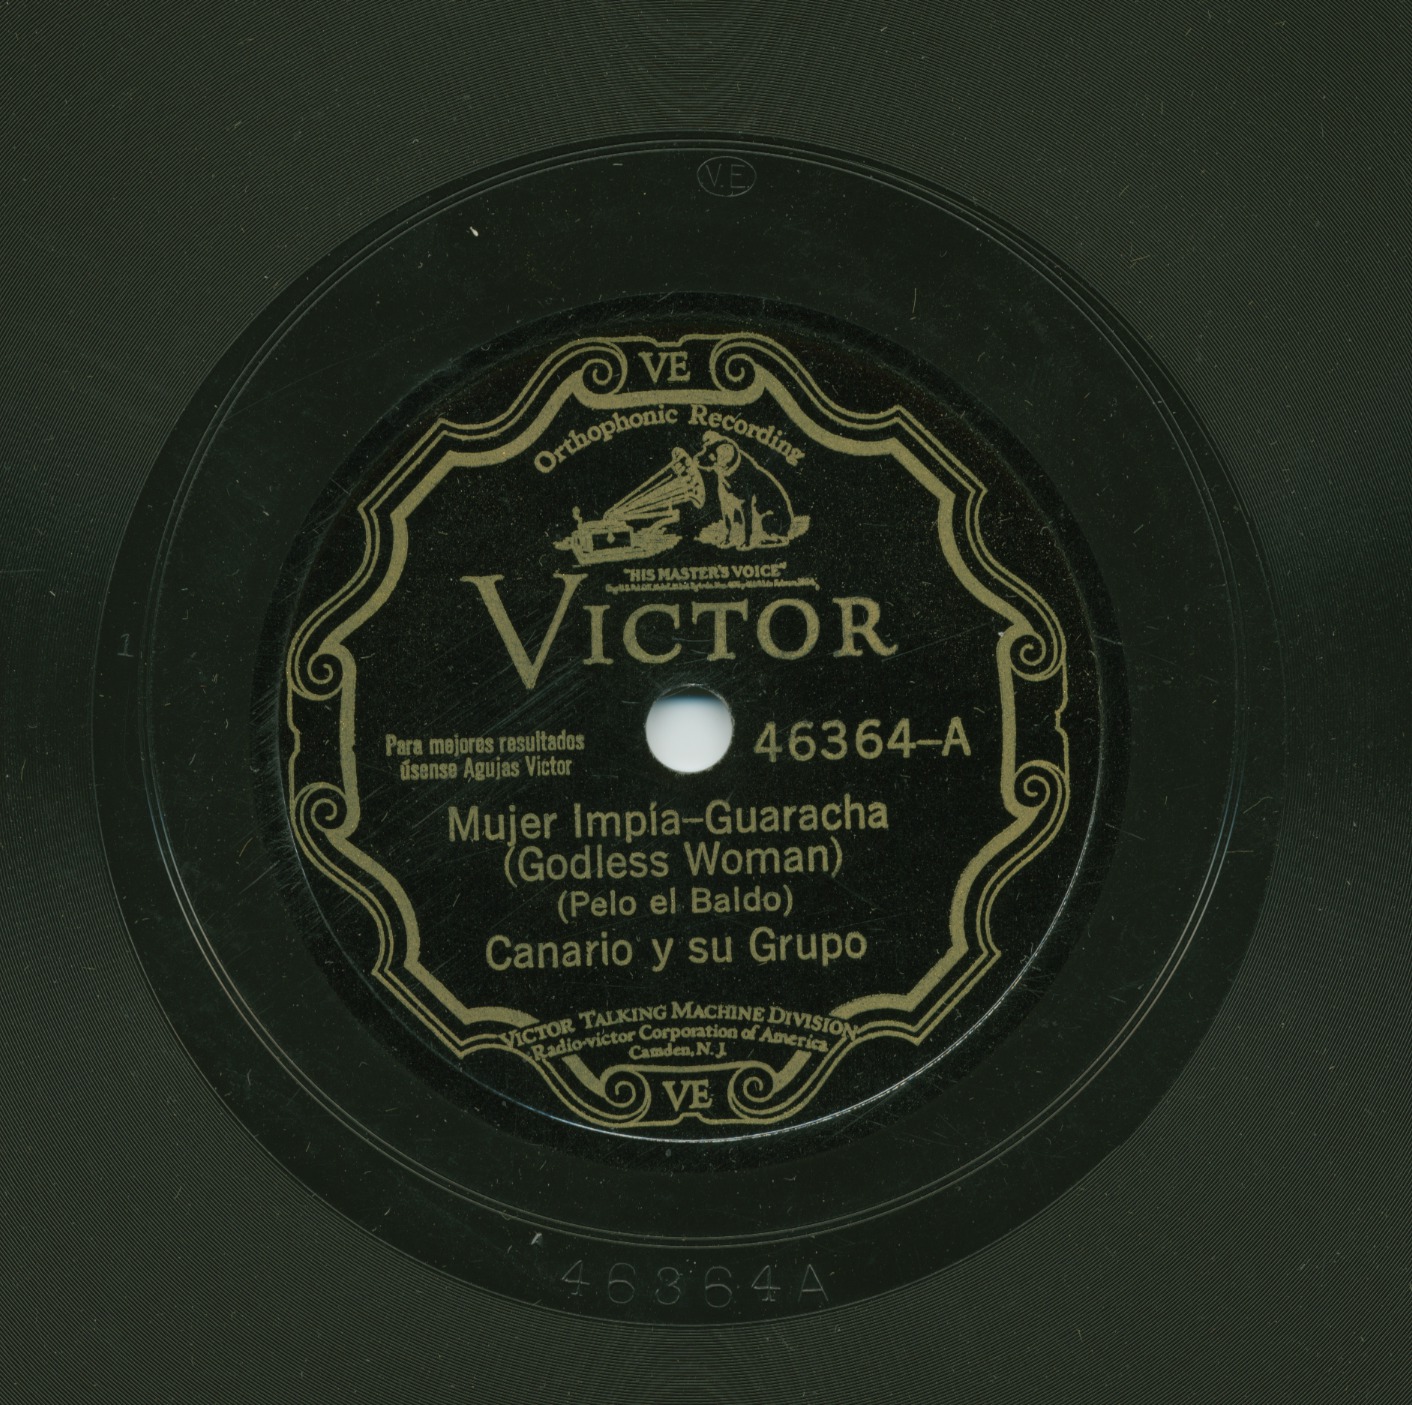 V.E.
VE
Orthophonic Recording
"HIS MASTER'S VOICE"
VICTOR
1
Para mejores resultados
úsense Agujas Victor
46364-A
Mujer Impía-Guaracha
(Godless Woman)
(Pelo el Baldo)
Canario y su Grupo
VICTOR TALKING MACHINE DIVISION
Radio-victor Corporation of America
Camden, N. J.
VE
46364A